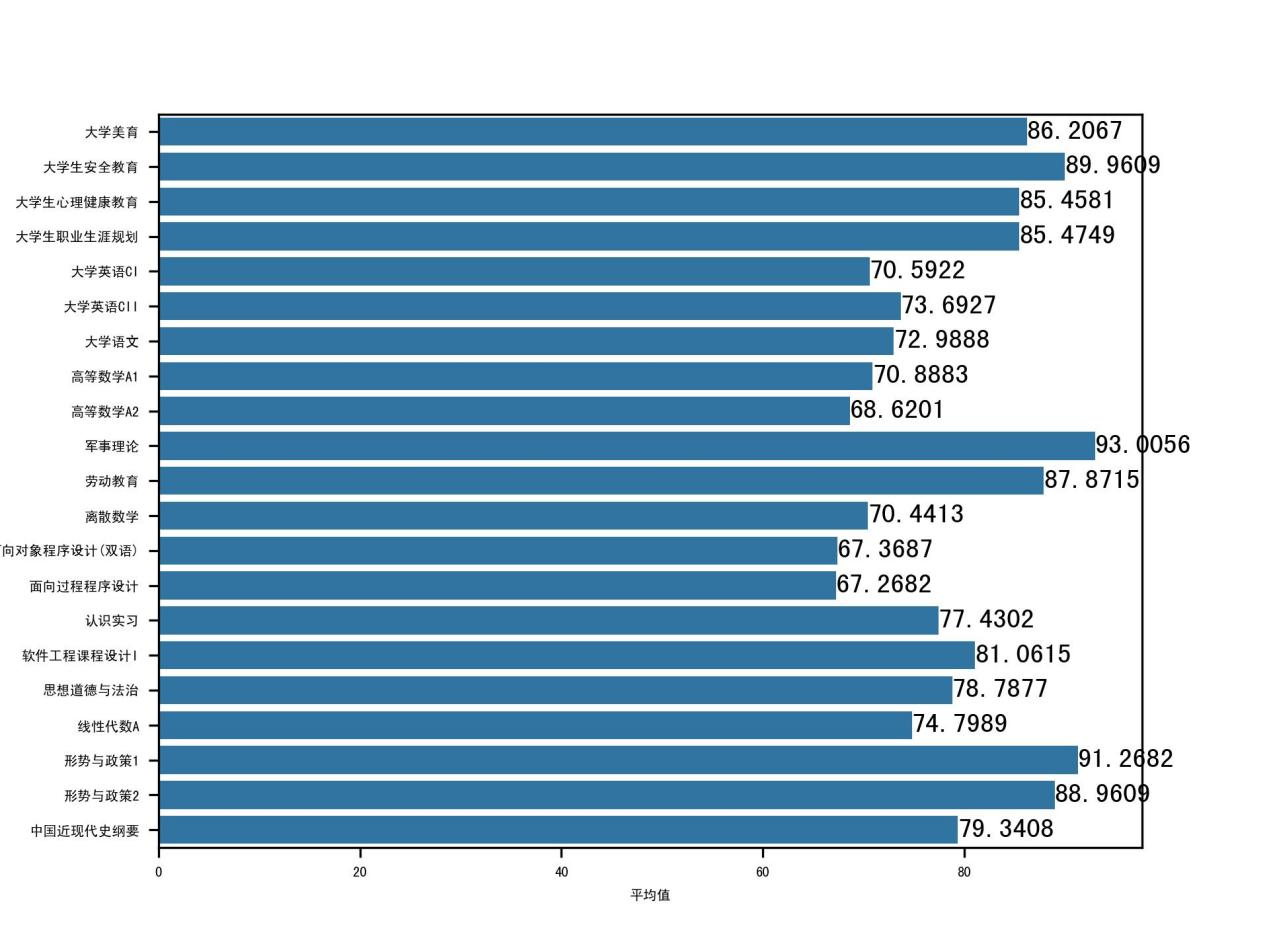 大学美育 86.2067
大学生安全教育 89.9609
大学生心理健康教育 85.4581
大学生职业生涯规划 85.4749
大学英语CI 70.5922
大学英语CII 73.6927
大学语文 72.9888
高等数学A1 70.8883
高等数学A2 68.6201
军事理论 93.0056
劳动教育 87.8715
离散数学 70.4413
向对象程序设计(双语) 67.3687
面向过程程序设计 67.2682
认识实习 77.4302
软件工程课程设计I 81.0615
思想道德与法治 78.7877
线性代数A 74.7989
形势与政策1 91.2682
形势与政策2 88.9609
中国近现代史纲要 79.3408
0 20 40 60 80
平均值